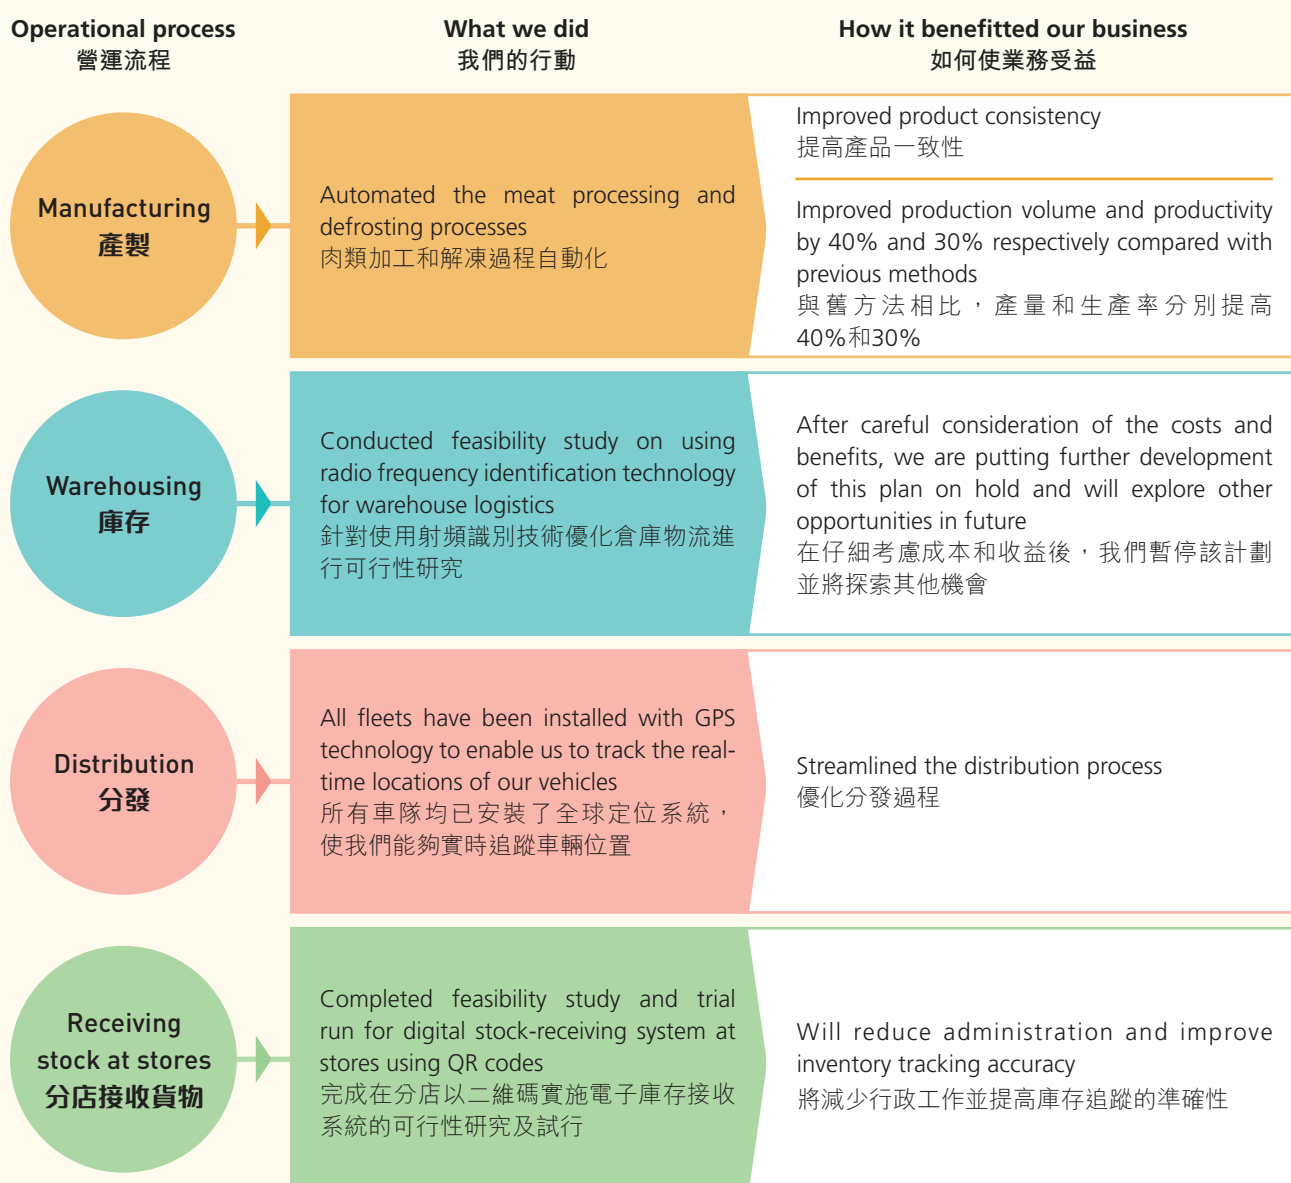 Operational process
營運流程
What we did
我們的行動
How it benefitted our business
如何使業務受益
Manufacturing
產製
Automated the meat processing and
defrosting processes
肉類加工和解凍過程自動化
Improved product consistency
提高產品一致性
Improved production volume and productivity
by 40% and 30% respectively compared with
previous methods
與舊方法相比，產量和生產率分別提高
40%和30%
Warehousing
庫存
Conducted feasibility study on using
radio frequency identification technology
for warehouse logistics
針對使用射頻識別技術優化倉庫物流進
行可行性研究
After careful consideration of the costs and
benefits, we are putting further development
of this plan on hold and will explore other
opportunities in future
在仔細考慮成本和收益後，我們暫停該計劃
並將探索其他機會
Distribution
分發
All fleets have been installed with GPS
technology to enable us to track the real-
time locations of our vehicles
所有車隊均已安裝了全球定位系統，
使我們能夠實時追蹤車輛位置
Streamlined the distribution process
優化分發過程
Receiving
stock at stores
分店接收貨物
Completed feasibility study and trial
run for digital stock-receiving system at
stores using QR codes
完成在分店以二維碼實施電子庫存接收
系統的可行性研究及試行
Will reduce administration and improve
inventory tracking accuracy
將減少行政工作並提高庫存追蹤的準確性